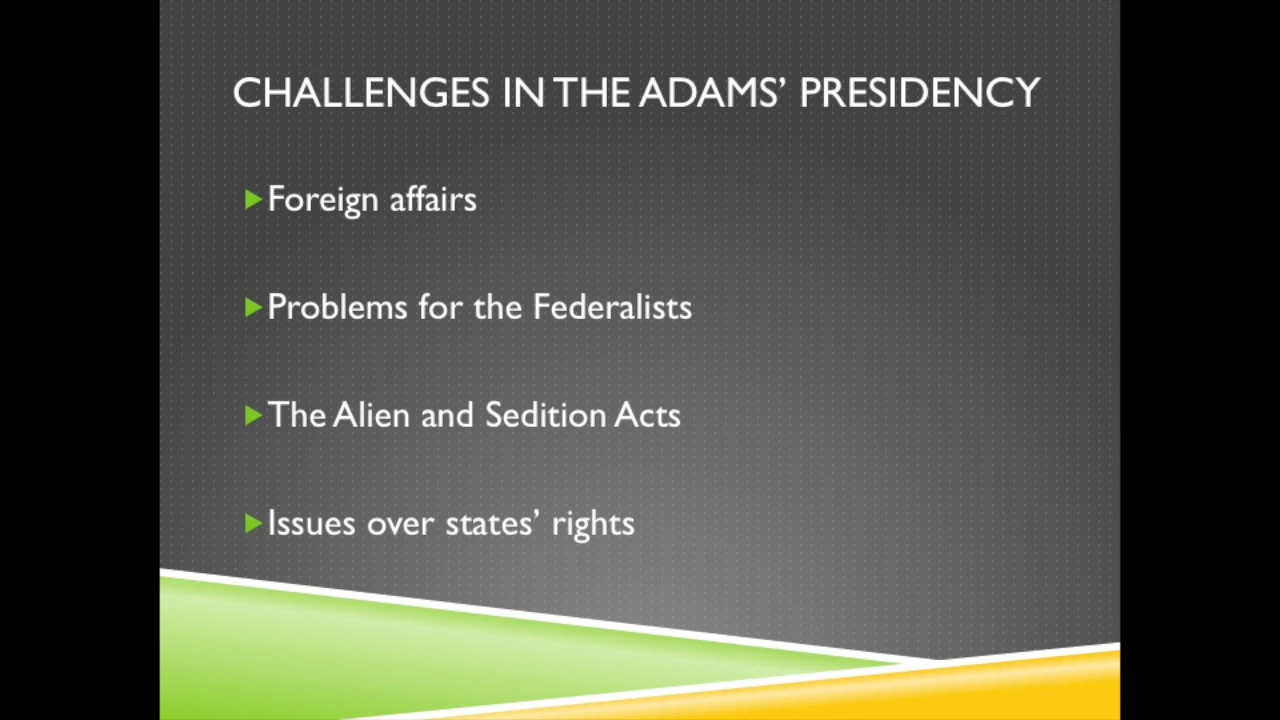 CHALLENGES IN THE ADAMS’ PRESIDENCY
Foreign affairs
Problems for the Federalists
The Alien and Sedition Acts
Issues over states’ rights